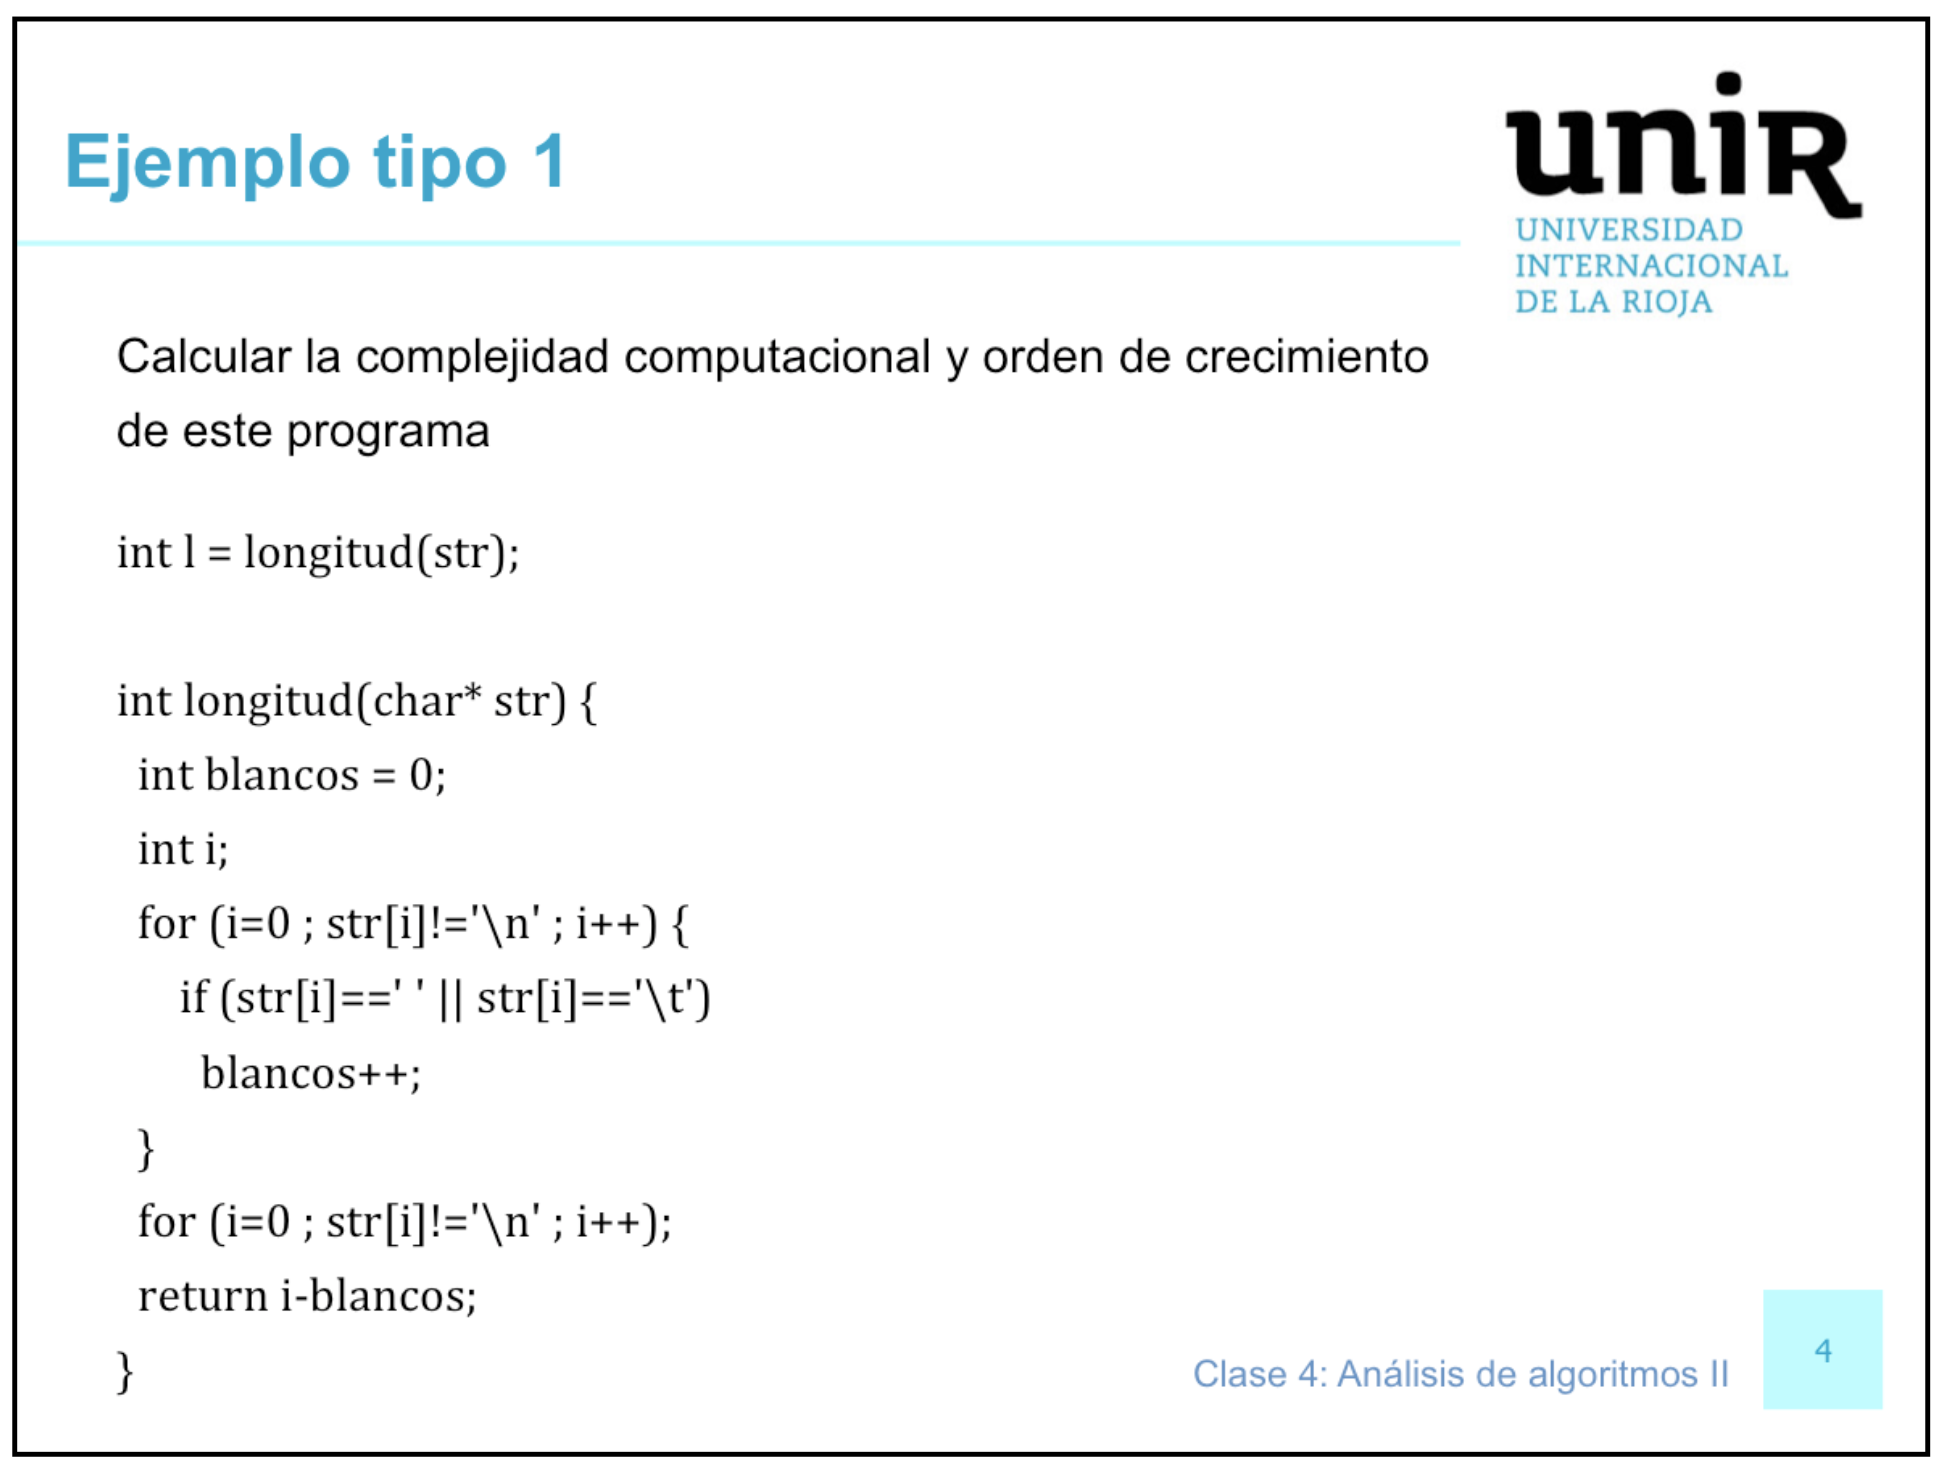 Ejemplo tipo 1
uniR
UNIVERSIDAD
INTERNACIONAL
DE LA RIOJA
Calcular la complejidad computacional y orden de crecimiento
de este programa
int l = longitud(str);
int longitud(char* str) {
int blancos = 0;
int i;
for (i=0 ; str[i]!='\n' ; i++) {
if (str[i]==' ' || str[i]=='\t')
blancos++;
}
for (i=0 ; str[i]!='\n' ; i++);
return i-blancos;
}
Clase 4: Análisis de algoritmos II
4